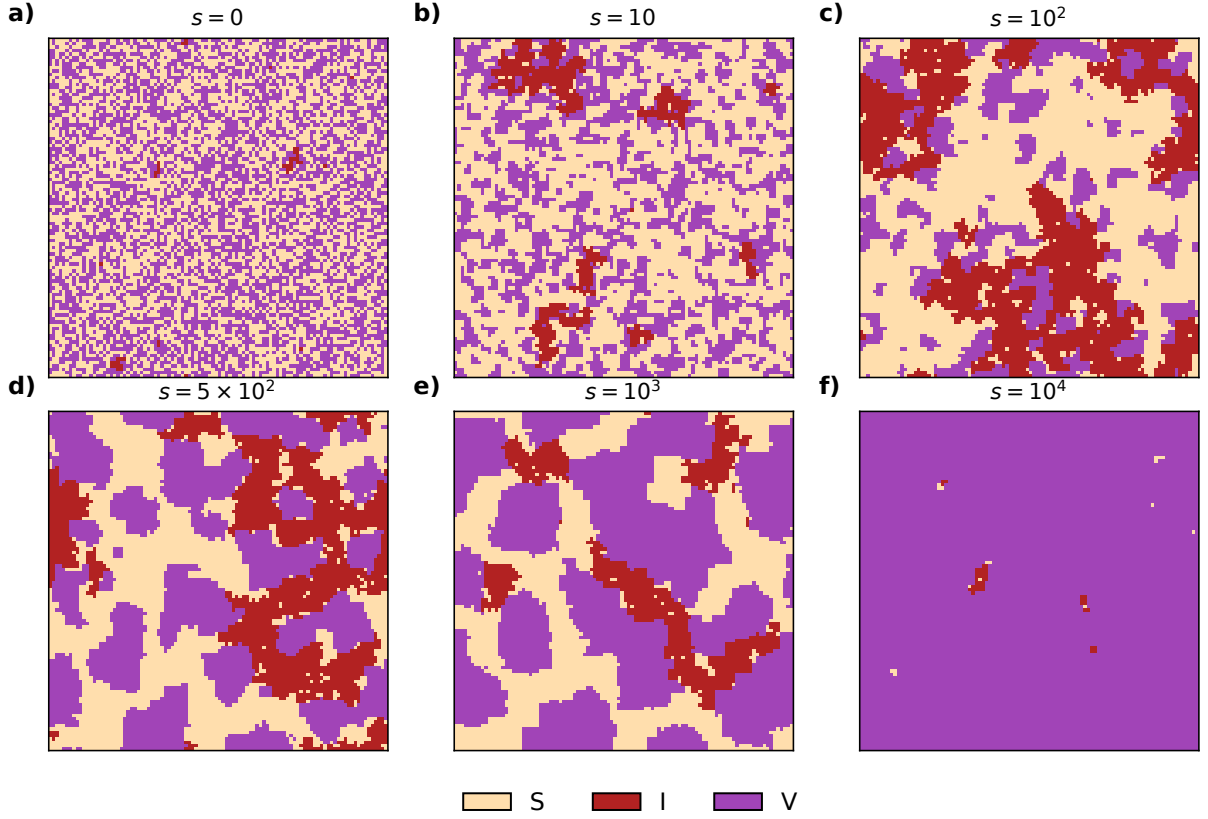 a) s = 0
b) s = 10
c) s = 10²
d) s = 5 × 10²
e) s = 10³
f) s = 10⁴
S I V